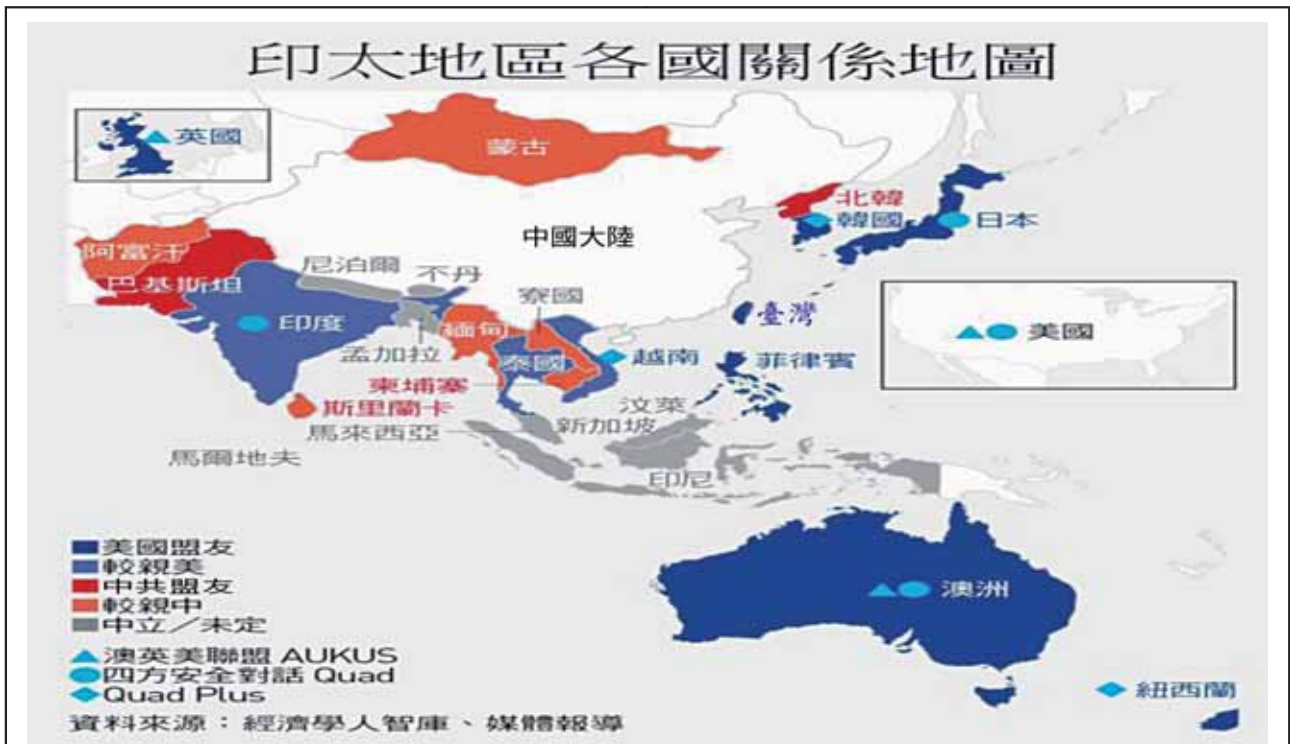 印太地區各國關係地圖
英國
蒙古
北韓
韓國
日本
中國大陸
阿富汗
巴基斯坦
尼泊爾
不丹
寮國
臺灣
美國
印度
緬甸
孟加拉
泰國
越南
菲律賓
柬埔寨
斯里蘭卡
汶萊
馬來西亞
新加坡
馬爾地夫
印尼
美國盟友
較親美
中共盟友
較親中
中立/未定
澳洲
澳英美聯盟 AUKUS
四方安全對話 Quad
Quad Plus
紐西蘭
資料來源：經濟學人智庫、媒體報導